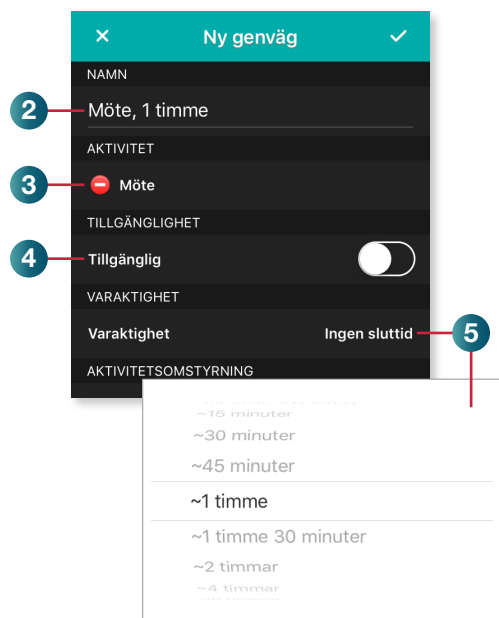 Ny genväg
NAMN
2
Möte, 1 timme
AKTIVITET
3
Möte
TILLGÄNGLIGHET
4
Tillgänglig
VARAKTIGHET
Varaktighet
Ingen sluttid
5
AKTIVITETSOMSTYRNING
~15 minuter
~30 minuter
~45 minuter
~1 timme
~1 timme 30 minuter
~2 timmar
~4 timmar